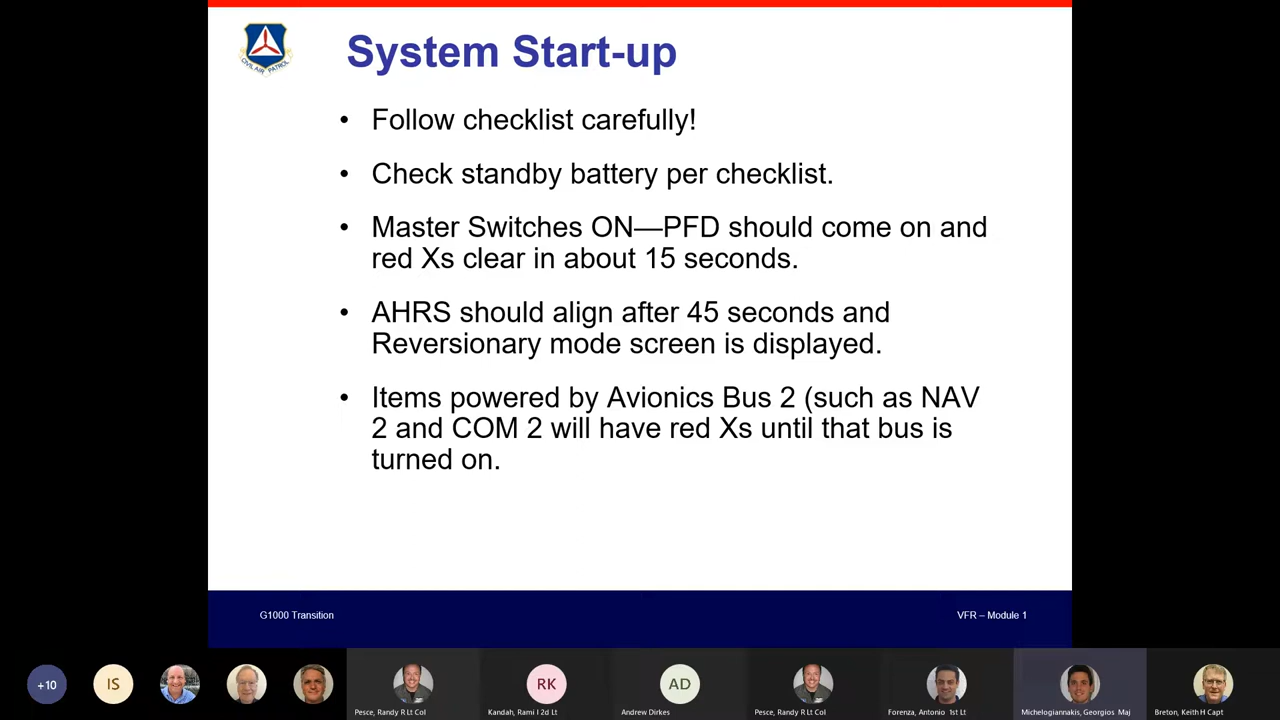 CIVIL AIR PATROL
System Start-up
• Follow checklist carefully!
• Check standby battery per checklist.
• Master Switches ON—PFD should come on and
red Xs clear in about 15 seconds.
• AHRS should align after 45 seconds and
Reversionary mode screen is displayed.
• Items powered by Avionics Bus 2 (such as NAV
2 and COM 2 will have red Xs until that bus is
turned on.
G1000 Transition
VFR – Module 1
+10
IS
RK
AD
Pesce, Randy R Lt Col
Kandah, Rami I 2d Lt
Andrew Dirkes
Pesce, Randy R Lt Col
Forenza, Antonio 1st Lt
Michelogiannakis, Georgios Maj
Breton, Keith H Capt